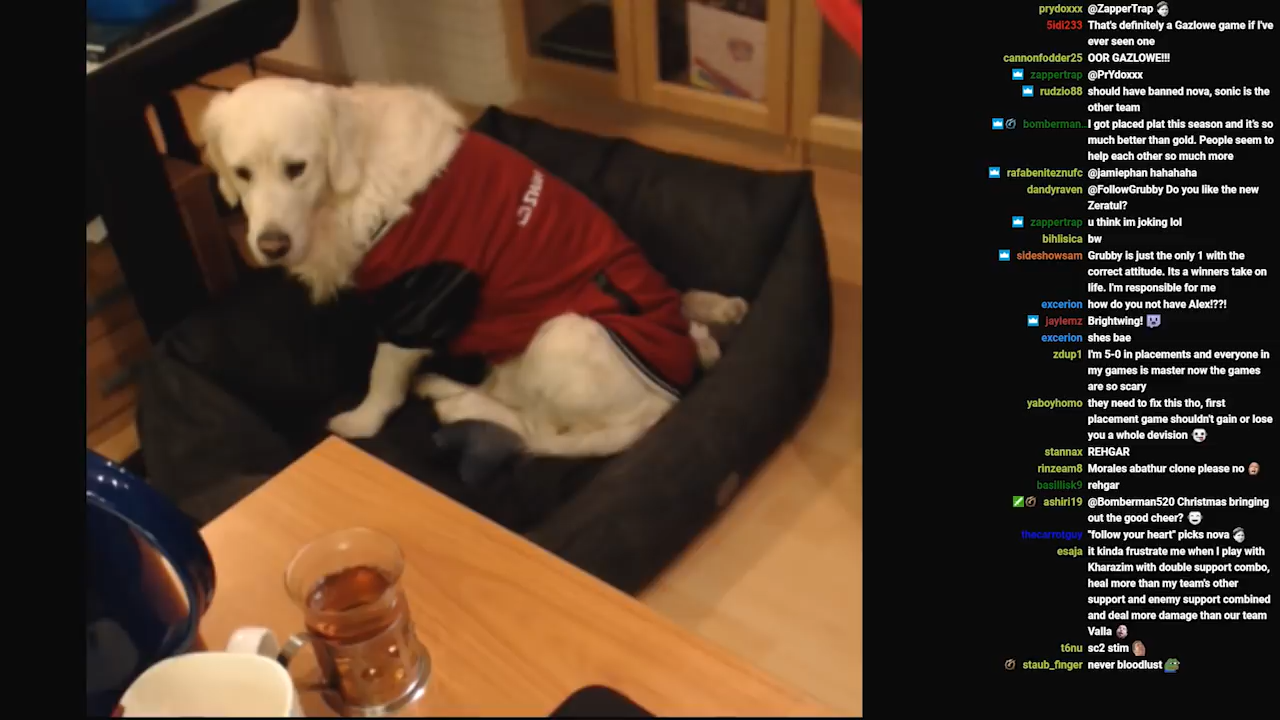 prydoxxx @ZapperTrap
5idi233 That's definitely a Gazlowe game if I've
ever seen one
cannonfodder25 OOR GAZLOWE!!!
zappertrap @PrYdoxxx
rudzio88 should have banned nova, sonic is the
other team
bomberman.. I got placed plat this season and it's so
much better than gold. People seem to
help each other so much more
rafabeniteznufc @jamiephan hahahaha
dandyraven @FollowGrubby Do you like the new
Zeratul?
zappertrap u think im joking lol
bihlisica bw
sideshowsam Grubby is just the only 1 with the
correct attitude. Its a winners take on
life. I'm responsible for me
excerion how do you not have Alex!??!
jaylemz Brightwing!
excerion shes bae
zdup1 I'm 5-0 in placements and everyone in
my games is master now the games
are so scary
yaboyhomo they need to fix this tho, first
placement game shouldn't gain or lose
you a whole devision
stannax REHGAR
rinzeam8 Morales abathur clone please no
basillisk9 rehgar
ashiri19 @Bomberman520 Christmas bringing
out the good cheer?
thecarrotguy "follow your heart" picks nova
esaja it kinda frustrate me when I play with
Kharazim with double support combo,
heal more than my team's other
support and enemy support combined
and deal more damage than our team
Valla
t6nu sc2 stim
staub_finger never bloodlust